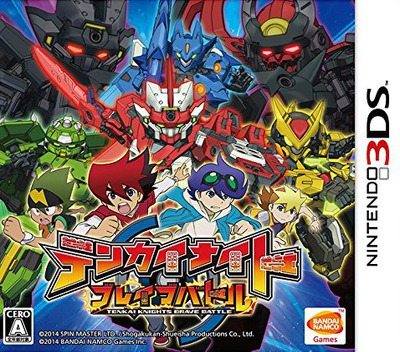 NINTENDO 3DS
テンカイナイト
ブレイブバトル
TENKAI KNIGHTS BRAVE BATTLE
CERO
A
©2014 SPIN MASTER LTD. / Shogakukan-Shueisha Productions Co., Ltd.
©2014 BANDAI NAMCO Games Inc.
BANDAI
NAMCO
Games